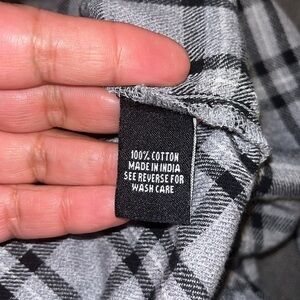 100% COTTON
MADE IN INDIA
SEE REVERSE FOR
WASH CARE